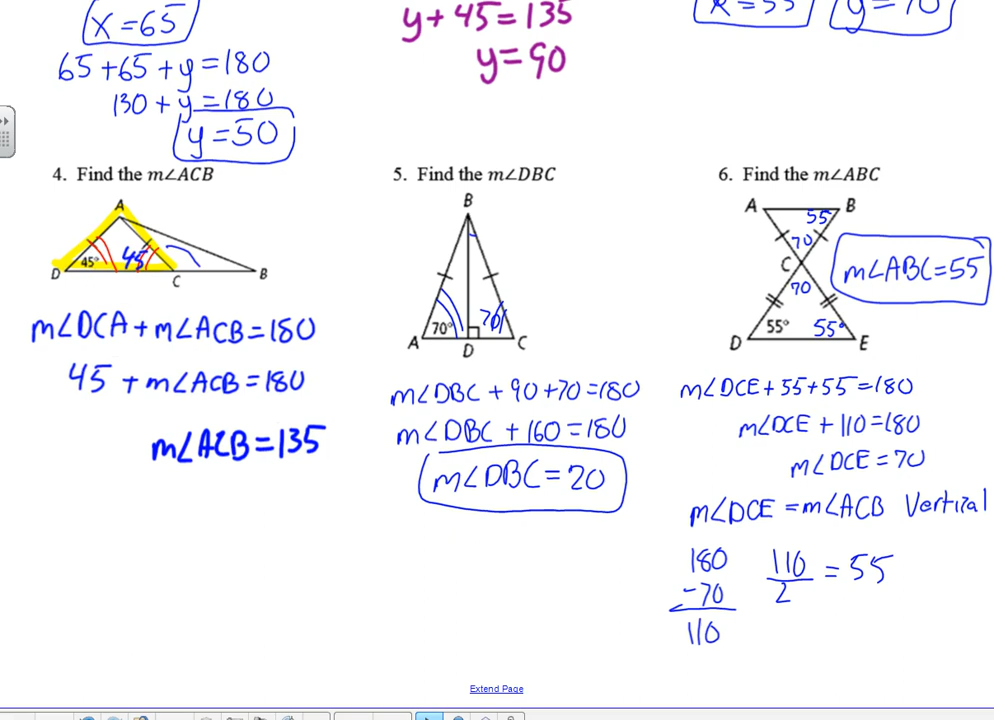 x = 65
65 + 65 + y = 180
130 + y = 180
y = 50
y + 45 = 135
y = 90
x = 55
y = 70
4. Find the m∠ACB
A
45°
45
D
C
B
m∠DCA + m∠ACB = 180
45 + m∠ACB = 180
m∠ACB = 135
5. Find the m∠DBC
B
70°
70
A
D
C
m∠DBC + 90 + 70 = 180
m∠DBC + 160 = 180
m∠DBC = 20
6. Find the m∠ABC
A
B
55
70
C
70
55°
55°
D
E
m∠ABC = 55
m∠DCE + 55 + 55 = 180
m∠DCE + 110 = 180
m∠DCE = 70
m∠DCE = m∠ACB Vertical
180
-70
110
110/2 = 55
Extend Page